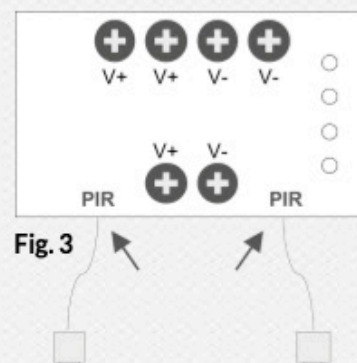 V+ V+ V- V-
V+ V-
PIR PIR
Fig. 3